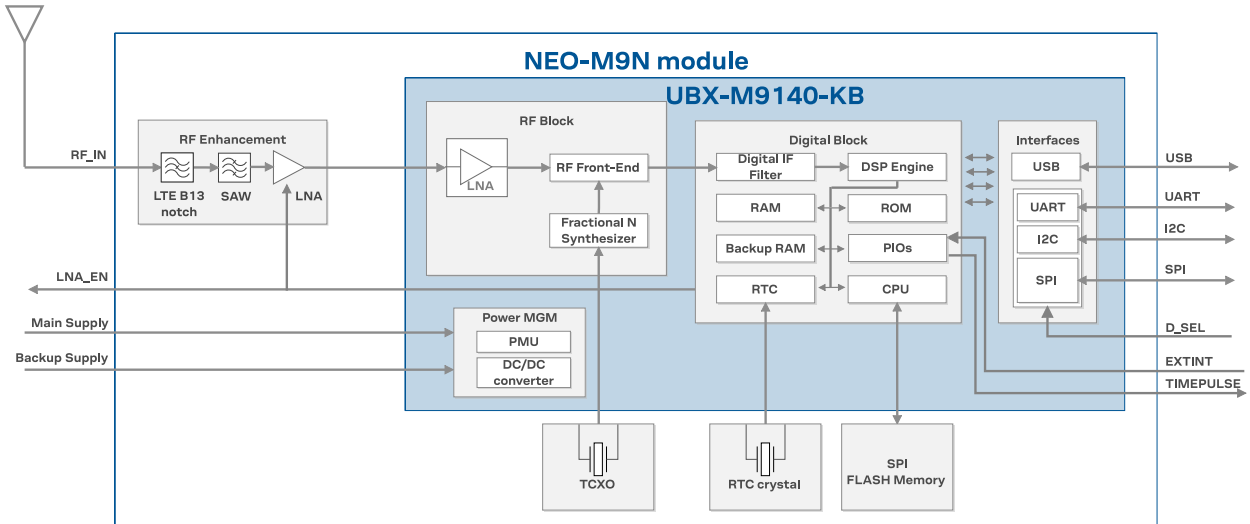 NEO-M9N module
UBX-M9140-KB
RF Enhancement
RF_IN
LTE B13
notch
SAW
LNA
RF Block
LNA
RF Front-End
Fractional N
Synthesizer
Digital Block
Digital IF
Filter
DSP Engine
RAM
ROM
Backup RAM
PIOs
RTC
CPU
Interfaces
USB
UART
I2C
SPI
USB
UART
I2C
SPI
D_SEL
EXTINT
TIMEPULSE
LNA_EN
Main Supply
Backup Supply
Power MGM
PMU
DC/DC
converter
TCXO
RTC crystal
SPI
FLASH Memory